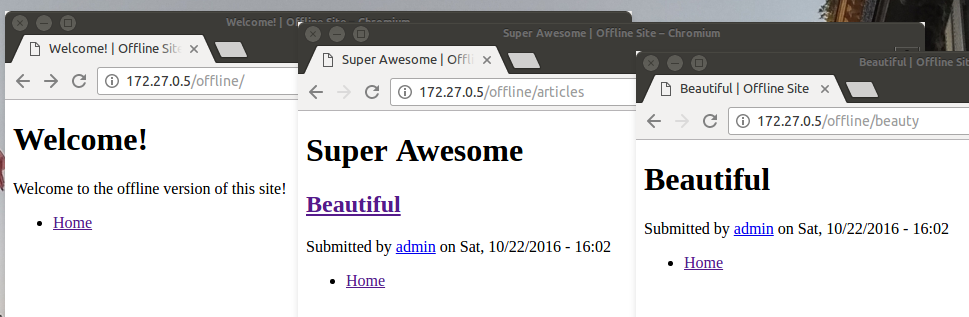 Welcome! | Offline Site – Chromium
Welcome! | Offline Site
172.27.0.5/offline/
Welcome!
Welcome to the offline version of this site!
Home
Super Awesome | Offline Site – Chromium
Super Awesome | Offli
172.27.0.5/offline/articles
Super Awesome
Beautiful
Submitted by admin on Sat, 10/22/2016 - 16:02
Home
Beautiful | Offline Site
Beautiful | Offline Site
172.27.0.5/offline/beauty
Beautiful
Submitted by admin on Sat, 10/22/2016 - 16:02
Home